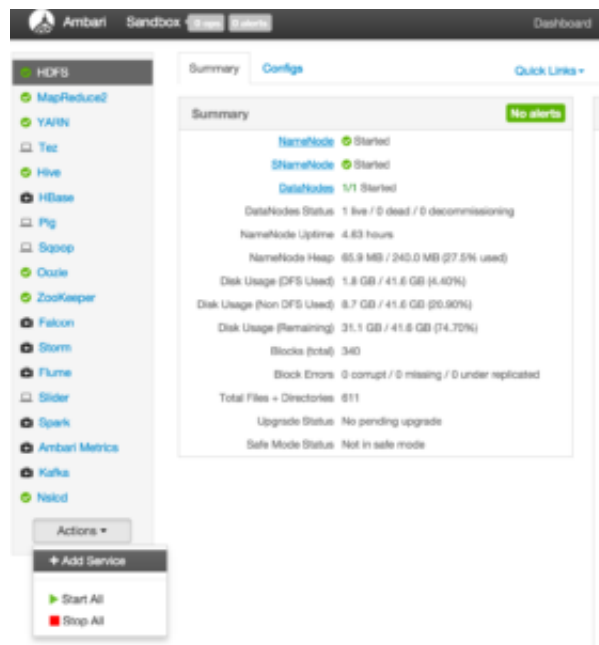 Ambari Sandbox 0 ops 0 alerts Dashboard
HDFS
MapReduce2
YARN
Tez
Hive
HBase
Pig
Sqoop
Oozie
ZooKeeper
Falcon
Storm
Flume
Slider
Spark
Ambari Metrics
Kafka
Nslcd
Actions
+ Add Service
Start All
Stop All
Summary Configs Quick Links
Summary No alerts
NameNode Started
SNameNode Started
DataNodes 1/1 Started
DataNodes Status 1 live / 0 dead / 0 decommissioning
NameNode Uptime 4.63 hours
NameNode Heap 65.9 MB / 240.0 MB (27.5% used)
Disk Usage (DFS Used) 1.8 GB / 41.6 GB (4.40%)
Disk Usage (Non DFS Used) 8.7 GB / 41.6 GB (20.90%)
Disk Usage (Remaining) 31.1 GB / 41.6 GB (74.70%)
Blocks (total) 340
Block Errors 0 corrupt / 0 missing / 0 under replicated
Total Files + Directories 611
Upgrade Status No pending upgrade
Safe Mode Status Not in safe mode